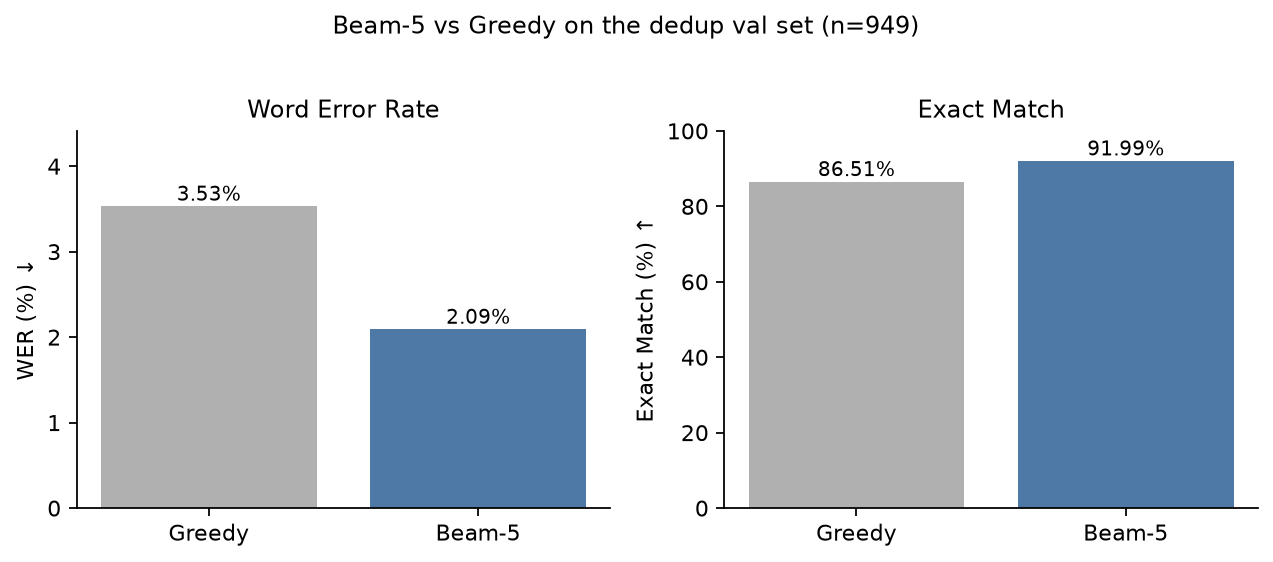 Beam-5 vs Greedy on the dedup val set (n=949)
Word Error Rate
WER (%) ↓
4
3
2
1
0
3.53%
2.09%
Greedy
Beam-5
Exact Match
Exact Match (%) ↑
100
80
60
40
20
0
86.51%
91.99%
Greedy
Beam-5